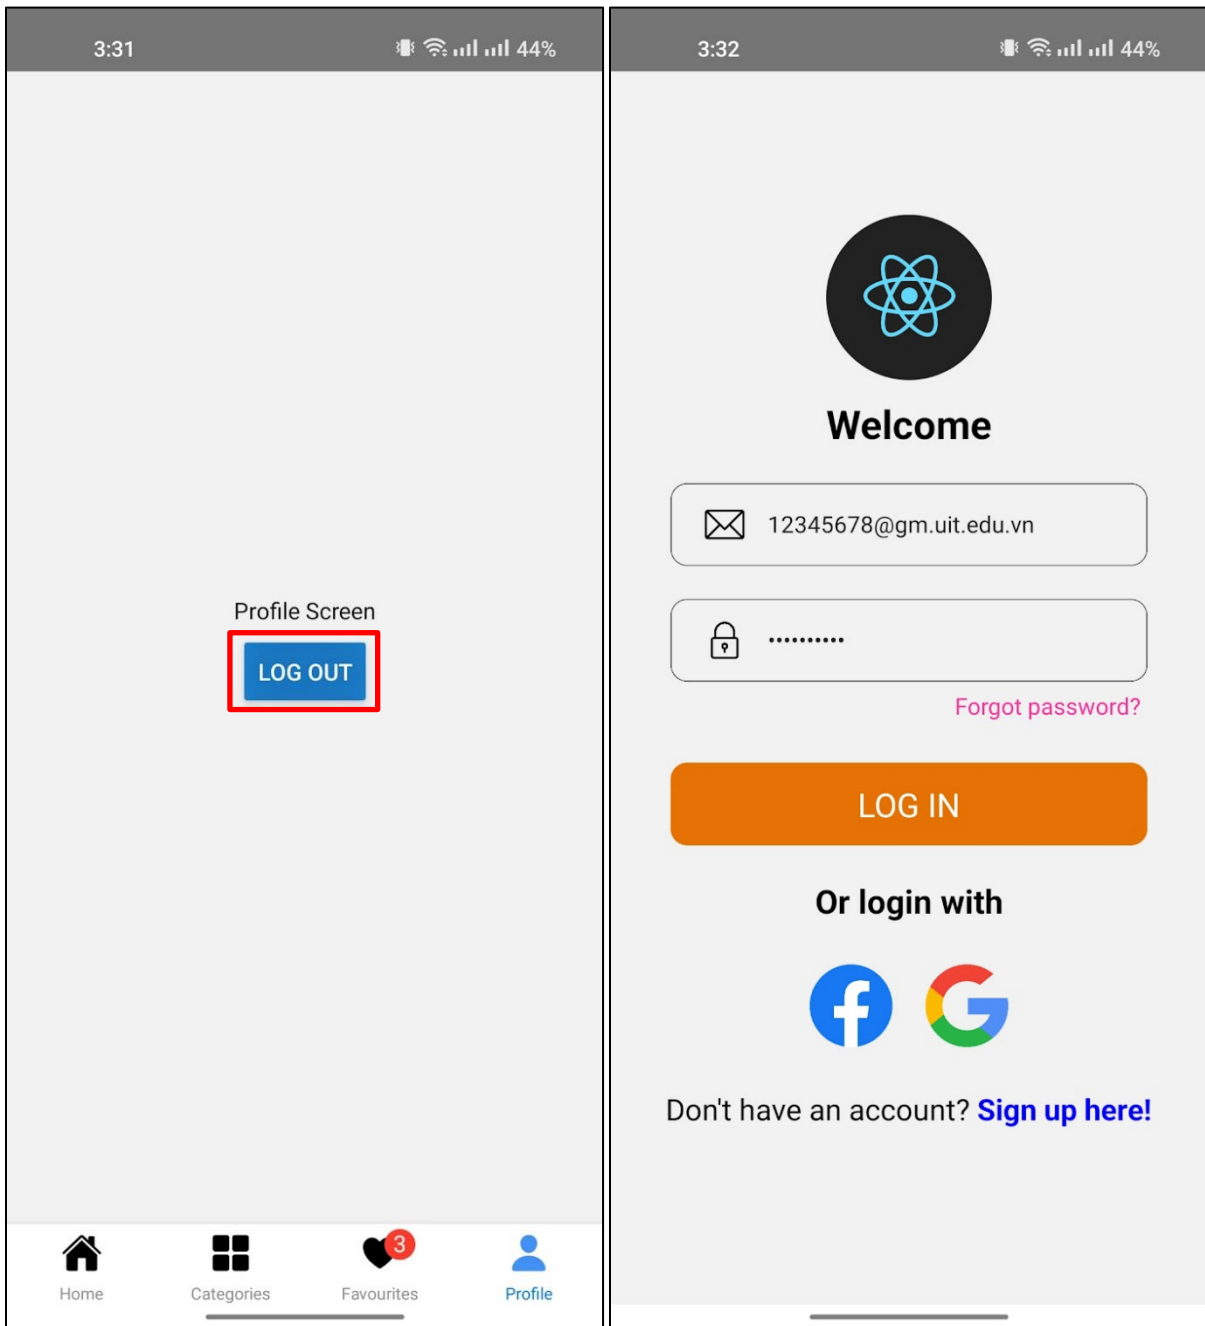 3:31
44%
Profile Screen
LOG OUT
3
Home
Categories
Favourites
Profile
3:32
44%
Welcome
12345678@gm.uit.edu.vn
••••••••••
Forgot password?
LOG IN
Or login with
Don't have an account? Sign up here!